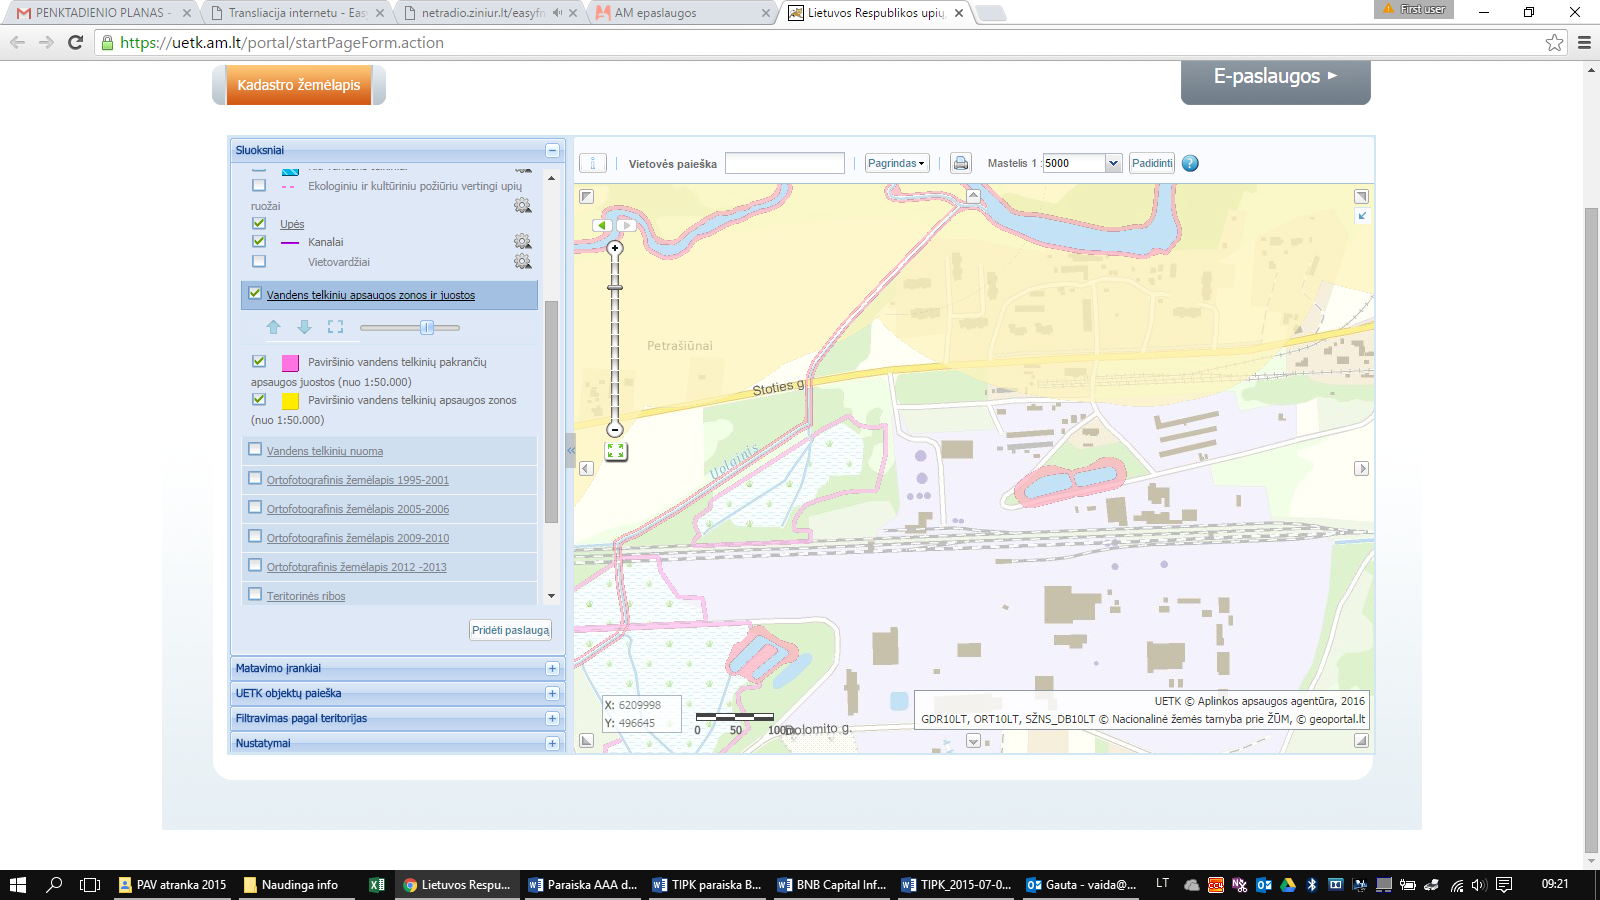 PENKTADIENIO PLANAS -
Transliacija internetu - Eas
netradio.ziniur.lt/easyfm
AM epaslaugos
Lietuvos Respublikos upių,
First user
https://uetk.am.lt/portal/startPageForm.action
Kadastro žemėlapis
E-paslaugos
Sluoksniai
Ekologiniu ir kultūriniu požiūriu vertingi upių
ruožai
Upės
Kanalai
Vietovardžiai
Vandens telkinių apsaugos zonos ir juostos
Paviršinio vandens telkinių pakrančių
apsaugos juostos (nuo 1:50.000)
Paviršinio vandens telkinių apsaugos zonos
(nuo 1:50.000)
Vandens telkinių nuoma
Ortofotografinis žemėlapis 1995-2001
Ortofotografinis žemėlapis 2005-2006
Ortofotografinis žemėlapis 2009-2010
Ortofotografinis žemėlapis 2012 -2013
Teritorinės ribos
Pridėti paslaugą
Matavimo įrankiai
UETK objektų paieška
Filtravimas pagal teritorijas
Nustatymai
Vietovės paieška
Pagrindas
Mastelis 1 : 5000
Padidinti
?
Petrašiūnai
Stoties g.
X: 6209998
Y: 496645
0 50 100m
Dolomito g.
UETK © Aplinkos apsaugos agentūra, 2016
GDR10LT, ORT10LT, SŽNS_DB10LT © Nacionalinė žemės tarnyba prie ŽŪM, © geoportal.lt
PAV atranka 2015
Naudinga info
Lietuvos Respu...
Paraiska AAA d...
TIPK paraiska B...
BNB Capital Inf...
TIPK_2015-07-0...
Gauta - vaida@...
LT
09:21